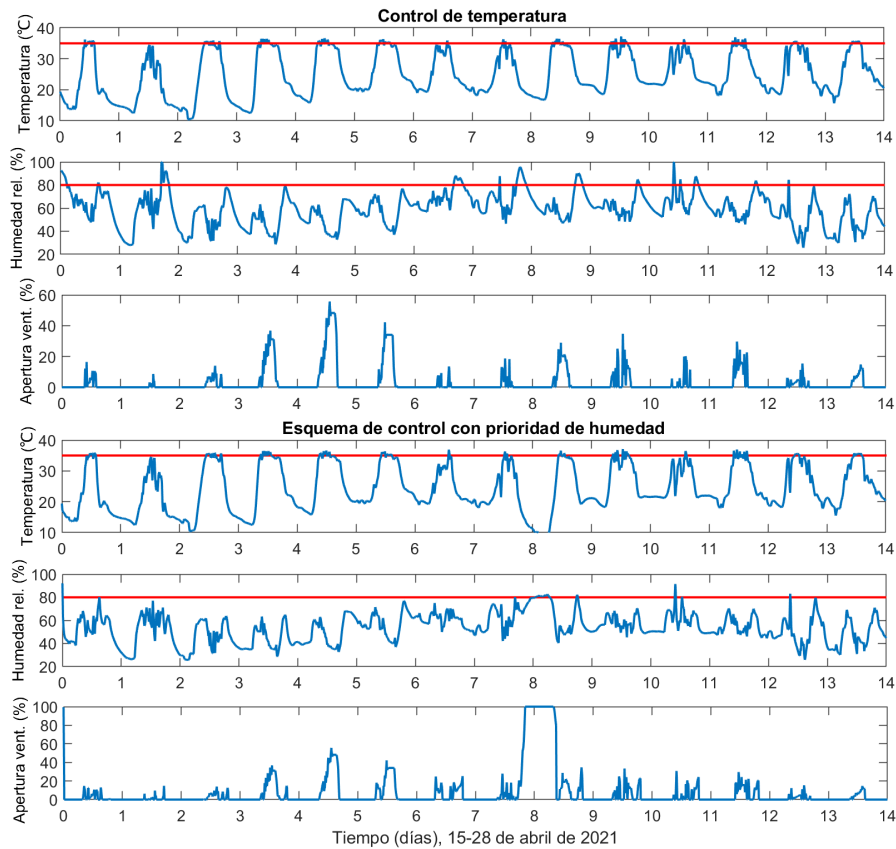 Control de temperatura
Temperatura (℃)
40
30
20
10
0 1 2 3 4 5 6 7 8 9 10 11 12 13 14
Humedad rel. (%)
100
80
60
40
20
0 1 2 3 4 5 6 7 8 9 10 11 12 13 14
Apertura vent. (%)
60
40
20
0
0 1 2 3 4 5 6 7 8 9 10 11 12 13 14
Esquema de control con prioridad de humedad
Temperatura (℃)
40
30
20
10
0 1 2 3 4 5 6 7 8 9 10 11 12 13 14
Humedad rel. (%)
100
80
60
40
20
0 1 2 3 4 5 6 7 8 9 10 11 12 13 14
Apertura vent. (%)
100
80
60
40
20
0
0 1 2 3 4 5 6 7 8 9 10 11 12 13 14
Tiempo (días), 15-28 de abril de 2021